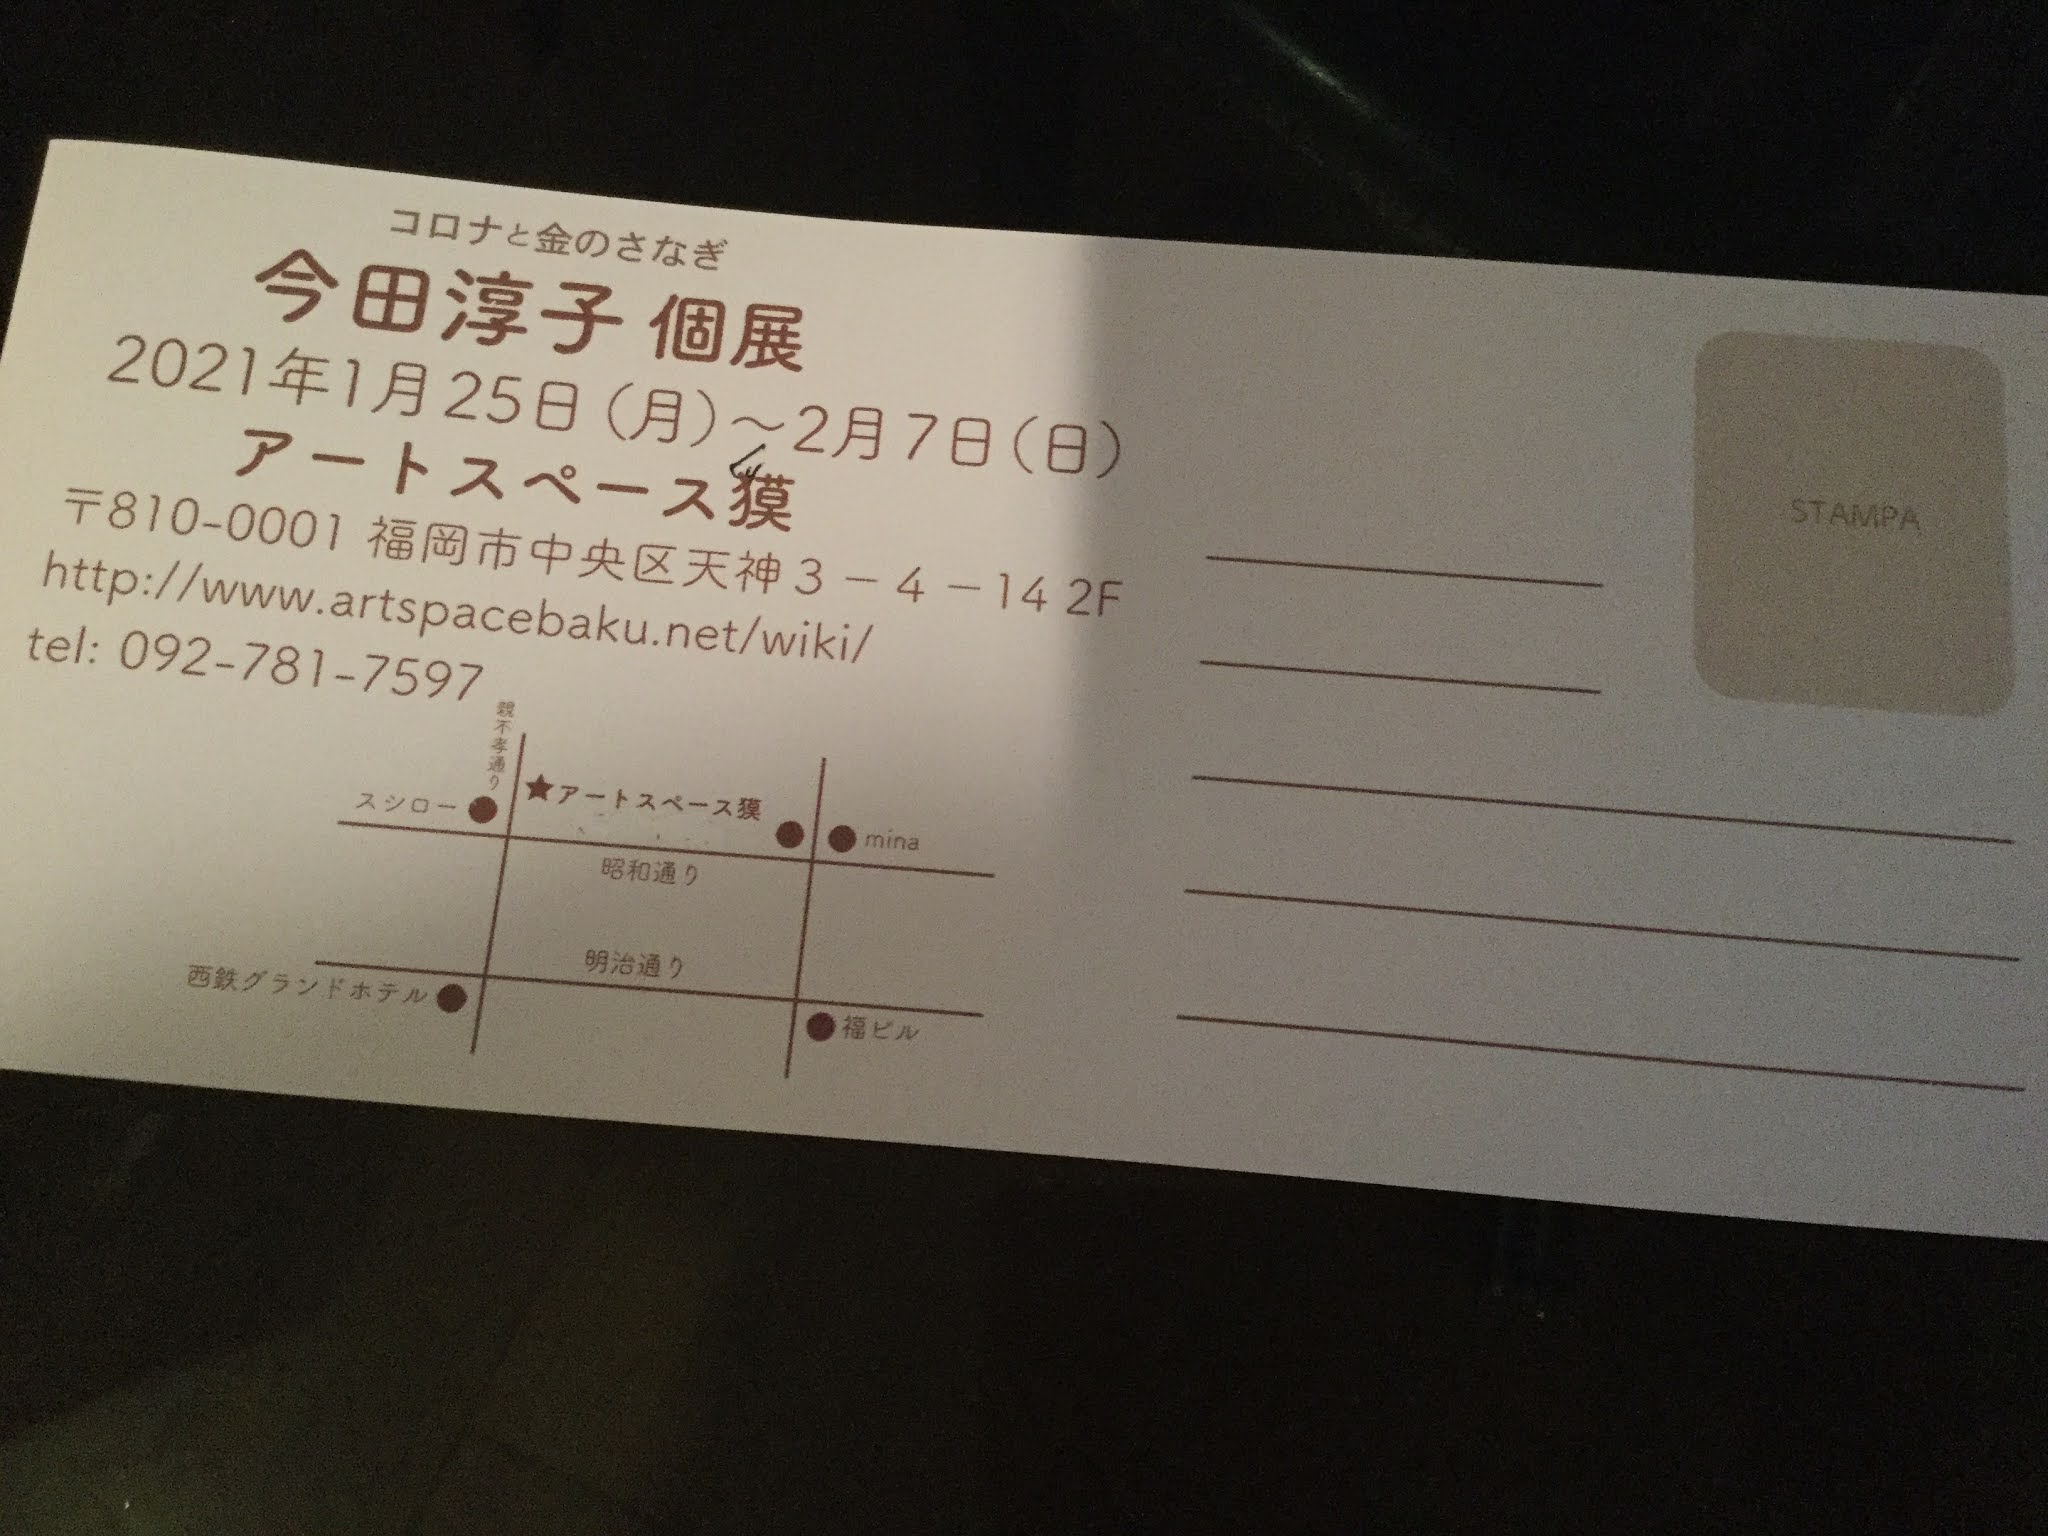 コロナと金のさなぎ
今田淳子 個展
2021年1月25日（月）～2月7日（日）
アートスペース獏
〒810-0001 福岡市中央区天神3－4－14 2F
http://www.artspacebaku.net/wiki/
tel: 092-781-7597
親不孝通り
スシロー
★アートスペース獏
mina
昭和通り
明治通り
西鉄グランドホテル
福ビル
STAMPA